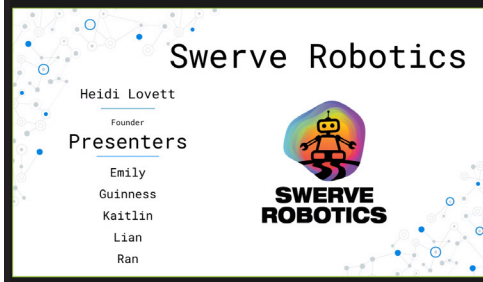 Swerve Robotics
Heidi Lovett
Founder
Presenters
Emily
Guinness
Kaitlin
Lian
Ran
SWERVE
ROBOTICS